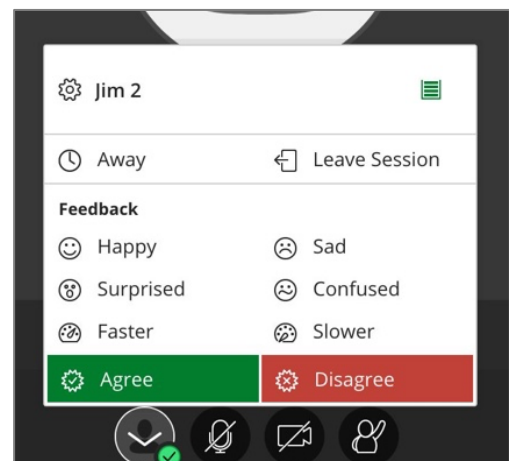 Jim 2
Away
Leave Session
Feedback
Happy
Sad
Surprised
Confused
Faster
Slower
Agree
Disagree